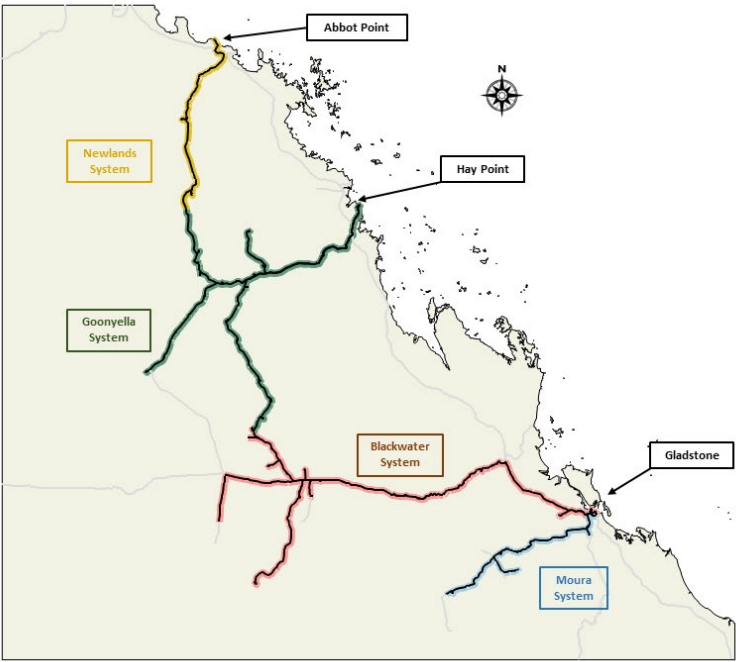 Abbot Point
N
Newlands
System
Hay Point
Goonyella
System
Blackwater
System
Gladstone
Moura
System